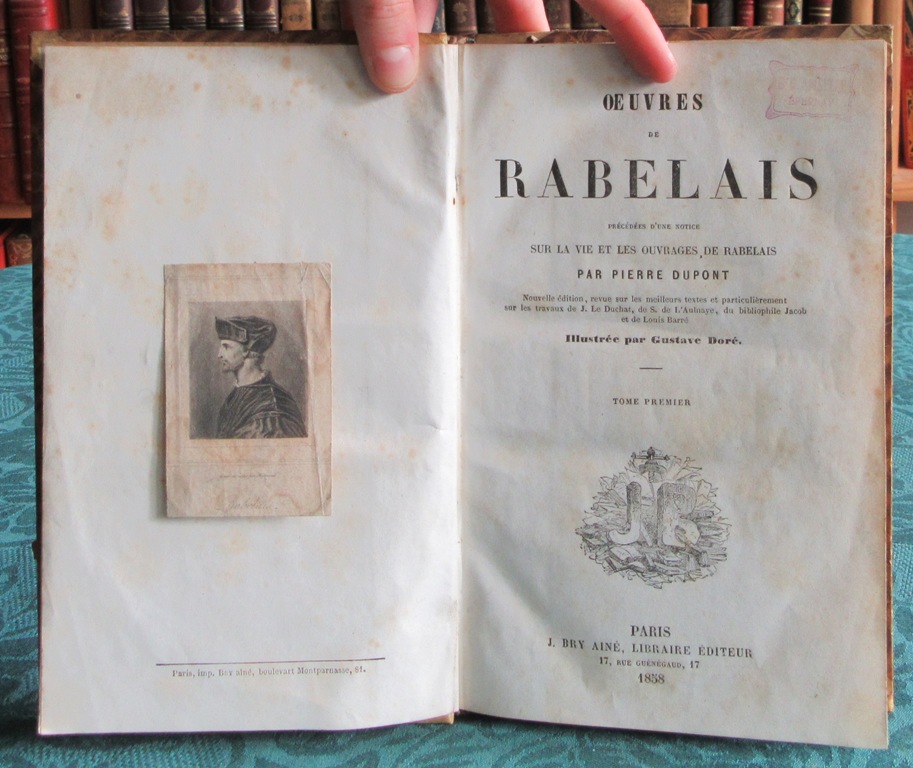 Paris, imp. Bry aîné, boulevart Montparnasse, 81.
ŒUVRES
DE
RABELAIS
PRÉCÉDÉES D'UNE NOTICE
SUR LA VIE ET LES OUVRAGES DE RABELAIS
PAR PIERRE DUPONT
Nouvelle édition, revue sur les meilleurs textes et particulièrement
sur les travaux de J. Le Duchat, de S. de L'Aulnaye, du bibliophile Jacob
et de Louis Barré
Illustrée par Gustave Doré.
TOME PREMIER
JB
PARIS
J. BRY AINÉ, LIBRAIRE ÉDITEUR
17, RUE GUÉNÉGAUD, 17
1858